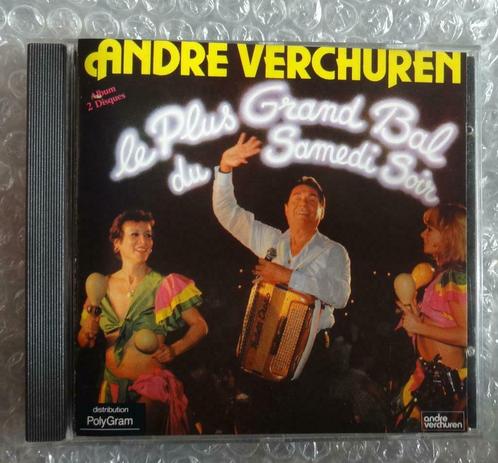 ANDRE VERCHUREN
Album
2 Disques
le Plus Grand Bal
du Samedi Soir
distribution
PolyGram
andre
verchuren